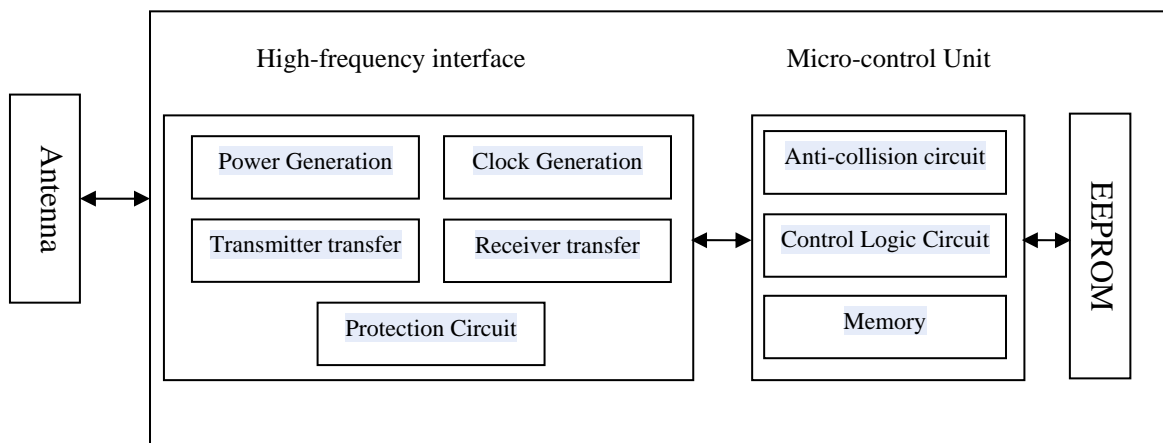 High-frequency interface
Micro-control Unit
Antenna
Power Generation
Clock Generation
Transmitter transfer
Receiver transfer
Protection Circuit
Anti-collision circuit
Control Logic Circuit
Memory
EEPROM